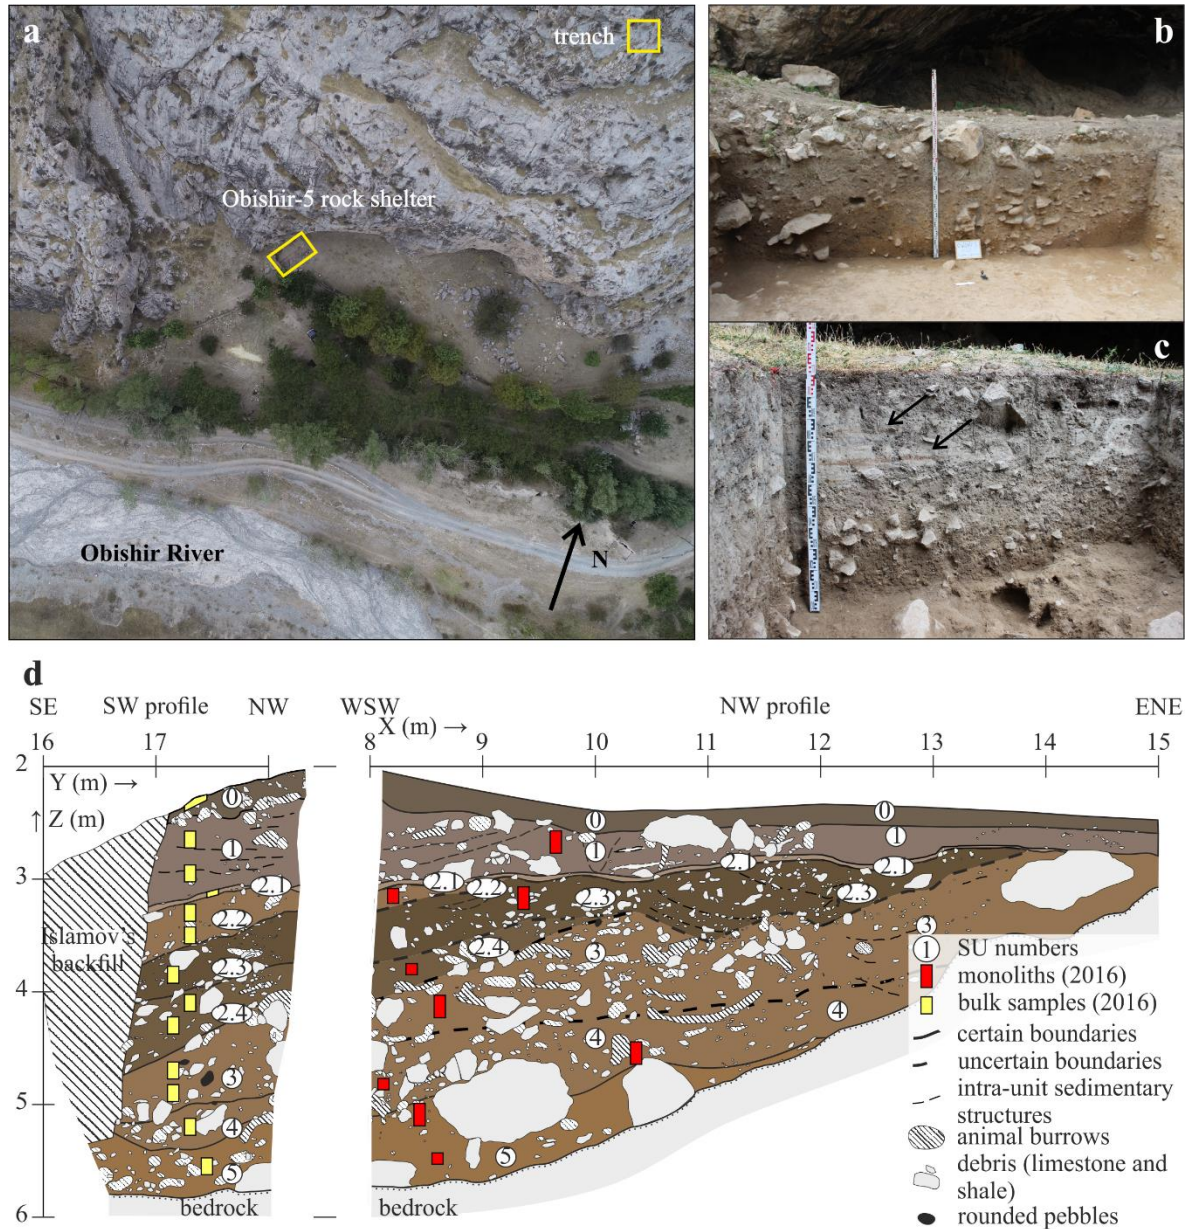 a
trench
Obishir-5 rock shelter
Obishir River
N
b
c
d
SE SW profile NW WSW NW profile ENE
X (m) →
16 17 8 9 10 11 12 13 14 15
2
Y (m) →
↑ Z (m)
3
4
5
6
0
1
2.1
2.2
Islamov's
backfill
2.3
2.4
3
4
5
bedrock
0
0
1
1
2.1
2.1
2.1
2.2
2.3
2.3
2.4
3
3
4
4
5
bedrock
1 SU numbers
monoliths (2016)
bulk samples (2016)
certain boundaries
uncertain boundaries
intra-unit sedimentary
structures
animal burrows
debris (limestone and
shale)
rounded pebbles